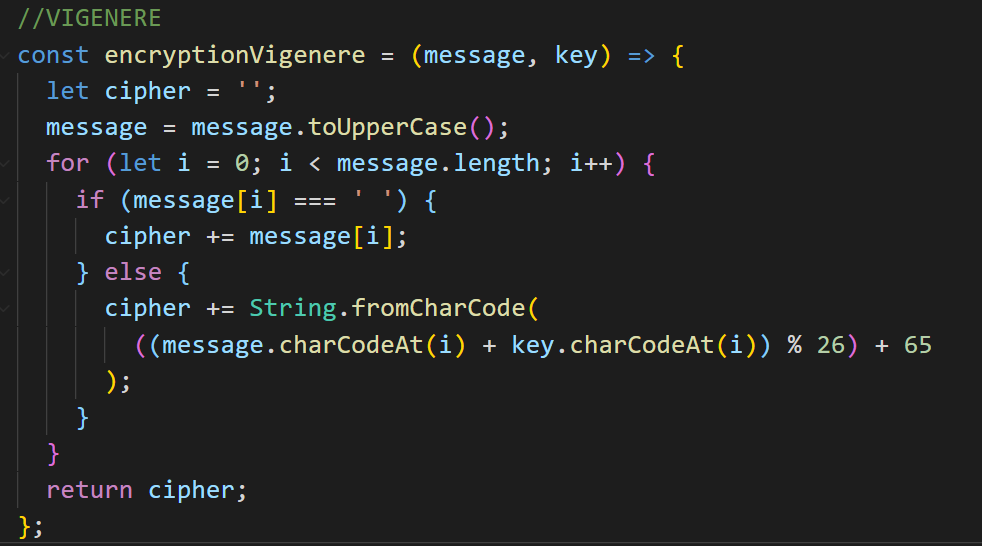 //VIGENERE
const encryptionVigenere = (message, key) => {
  let cipher = '';
  message = message.toUpperCase();
  for (let i = 0; i < message.length; i++) {
    if (message[i] === ' ') {
      cipher += message[i];
    } else {
      cipher += String.fromCharCode(
        ((message.charCodeAt(i) + key.charCodeAt(i)) % 26) + 65
      );
    }
  }
  return cipher;
};